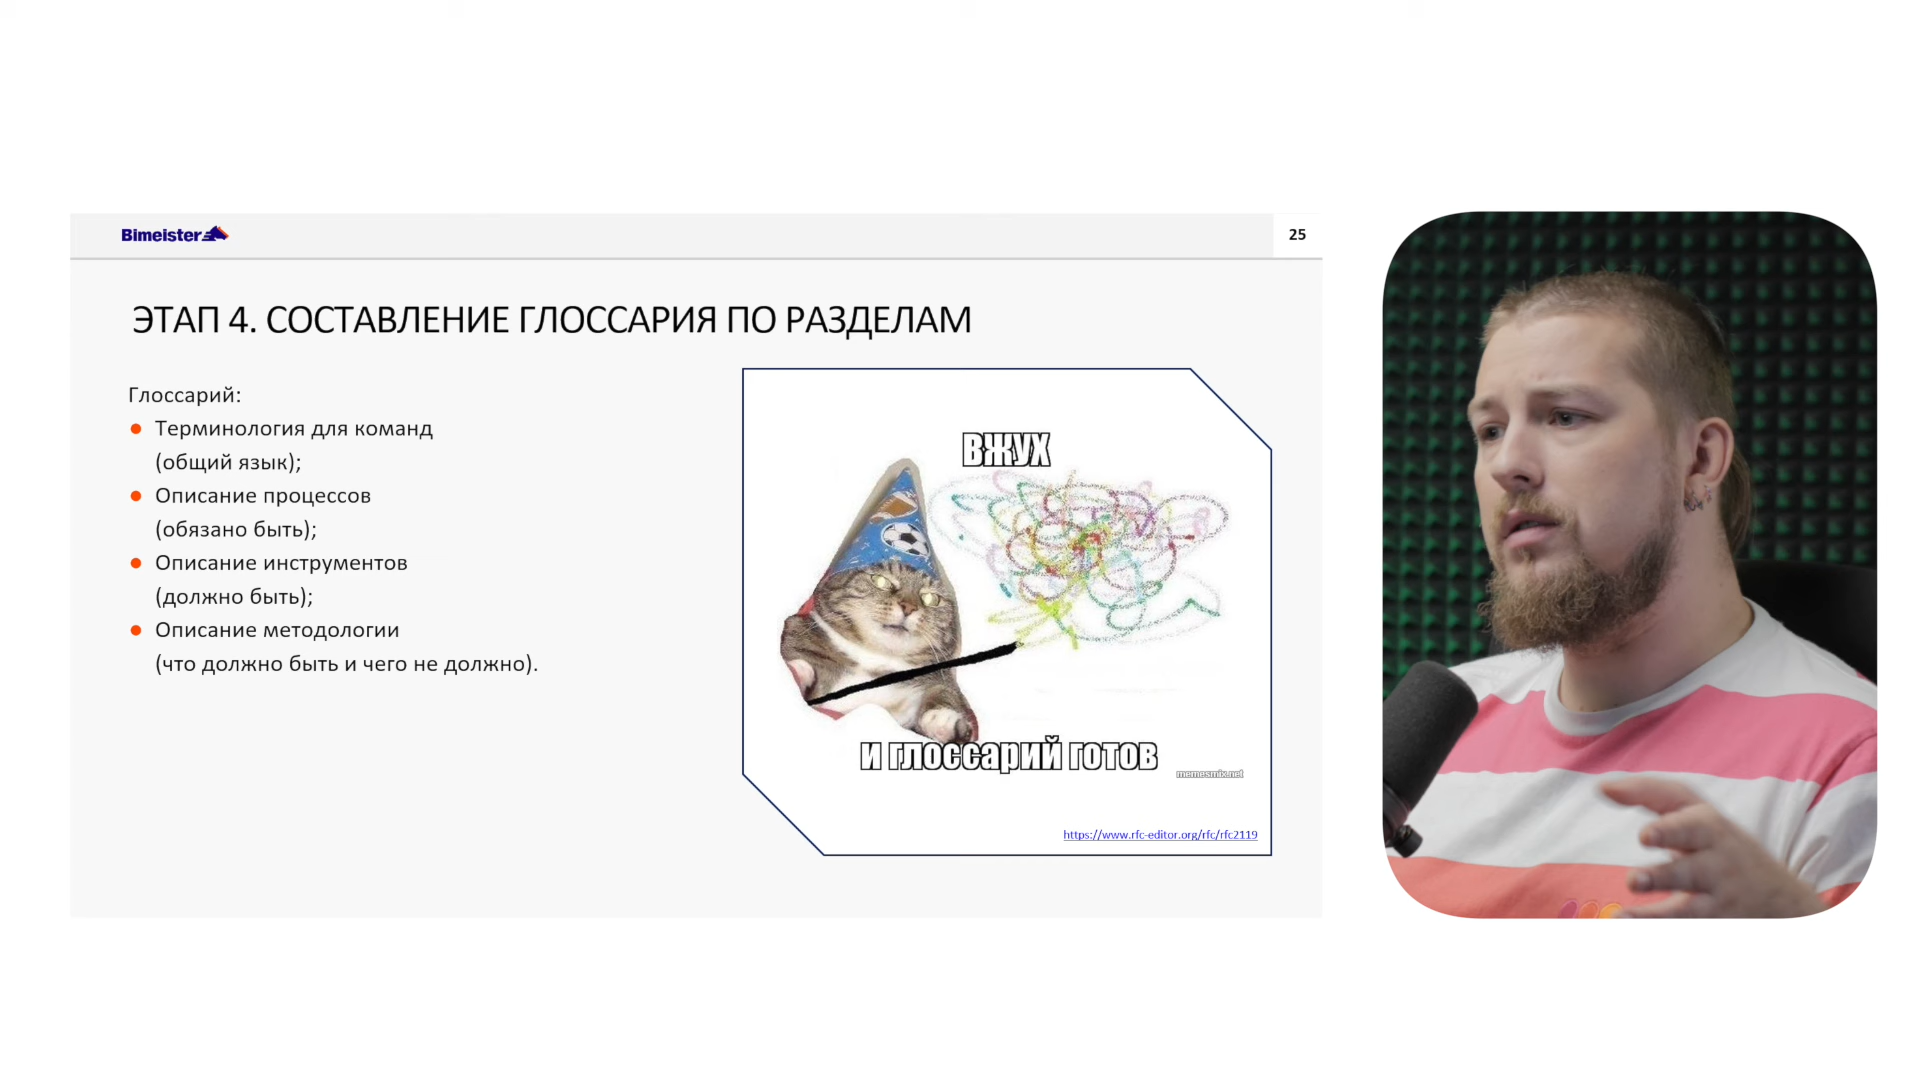 Bimeister
25
ЭТАП 4. СОСТАВЛЕНИЕ ГЛОССАРИЯ ПО РАЗДЕЛАМ
Глоссарий:
Терминология для команд
(общий язык);
Описание процессов
(обязано быть);
Описание инструментов
(должно быть);
Описание методологии
(что должно быть и чего не должно).
ВЖУХ
И ГЛОССАРИЙ ГОТОВ
memesmix.net
https://www.rfc-editor.org/rfc/rfc2119